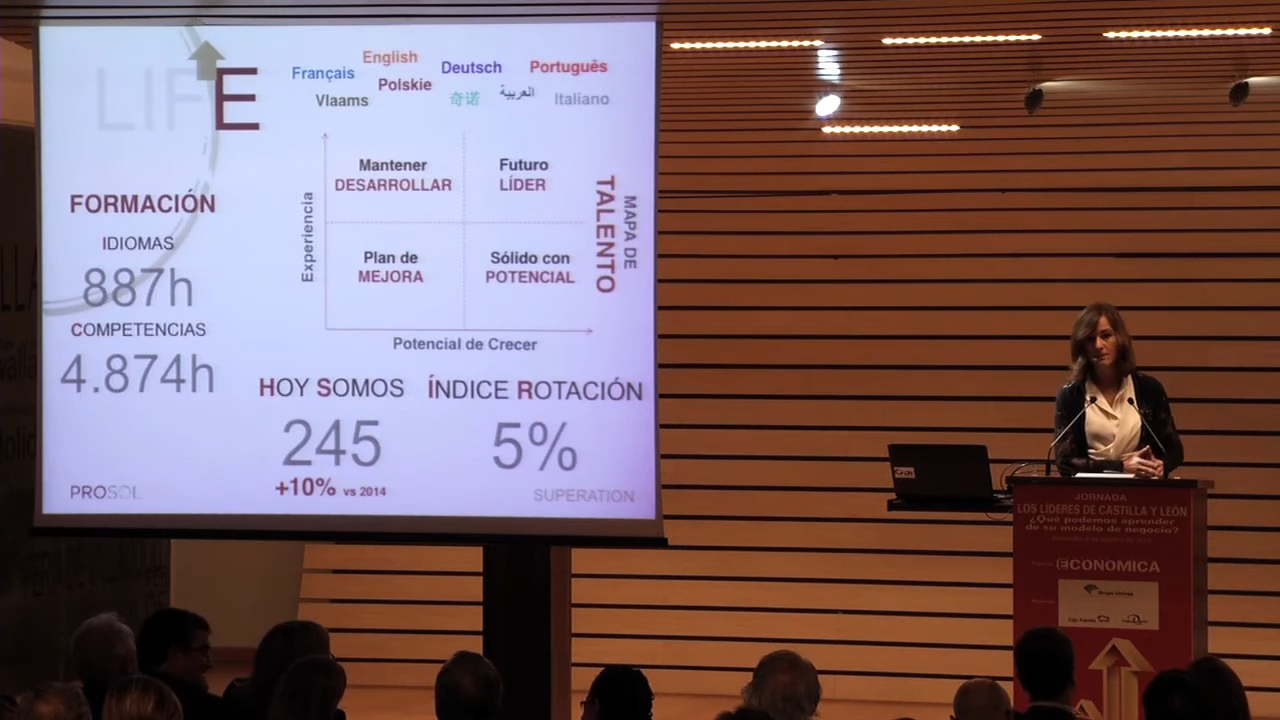 LIFE
English
Français
Deutsch
Português
Polskie
Vlaams
奇诺
العربية
Italiano
FORMACIÓN
IDIOMAS
887h
COMPETENCIAS
4.874h
Experiencia
Mantener
DESARROLLAR
Futuro
LÍDER
Plan de
MEJORA
Sólido con
POTENCIAL
Potencial de Crecer
MAPA DE
TALENTO
HOY SOMOS
245
+10% vs 2014
ÍNDICE ROTACIÓN
5%
PROSOL
SUPERATION
JORNADA
LOS LÍDERES DE CASTILLA Y LEÓN
¿Qué podemos aprender
de su modelo de negocio?
ECONOMICA